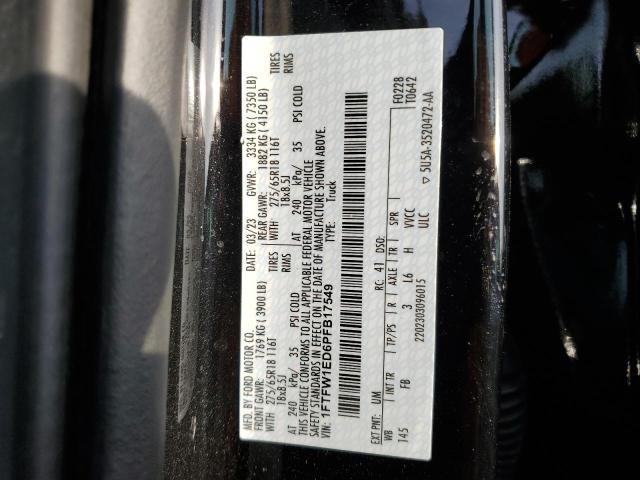 MFD. BY FORD MOTOR CO.
DATE: 03/23 GVWR: 3334 KG ( 7350 LB)
FRONT GAWR: 1769 KG ( 3900 LB) REAR GAWR: 1882 KG ( 4150 LB)
WITH 275/65R18 116T TIRES WITH 275/65R18 116T TIRES
18x8.5J RIMS 18x8.5J RIMS
AT 240 kPa/ 35 PSI COLD AT 240 kPa/ 35 PSI COLD
THIS VEHICLE CONFORMS TO ALL APPLICABLE FEDERAL MOTOR VEHICLE
SAFETY STANDARDS IN EFFECT ON THE DATE OF MANUFACTURE SHOWN ABOVE.
VIN: 1FTFW1ED6PFB17549
TYPE: Truck
F0228
T0642
EXT PNT: UM RC: 41 DSO:
WB INT TR TP/PS R AXLE TR SPR
145 FB 3 L6 H VVCC
ULC
2202303096015
▽ 5U5A-3520472-AA